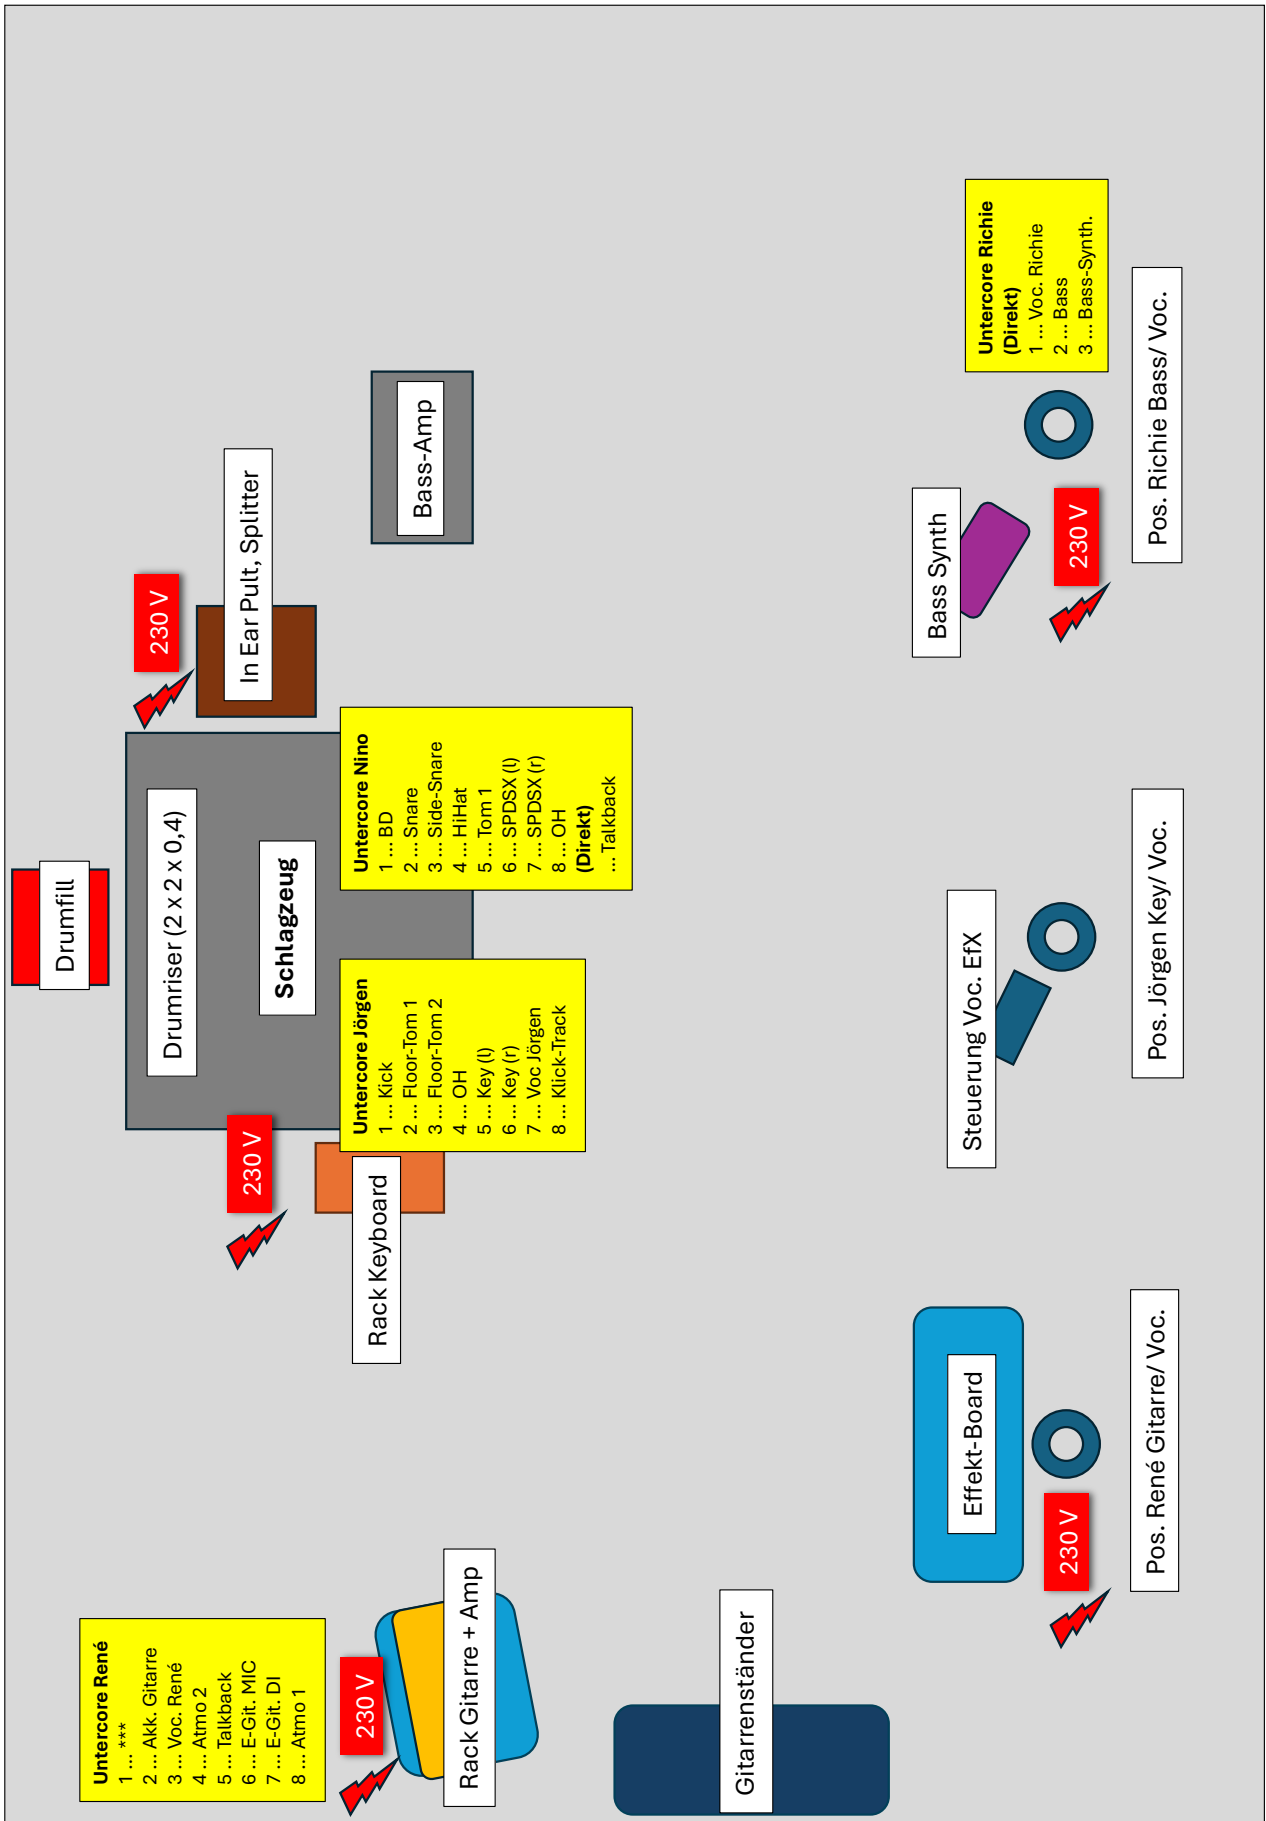 Drumfill
Drumriser (2 x 2 x 0,4)
Schlagzeug
230 V
In Ear Pult, Splitter
Bass-Amp
230 V
Rack Keyboard
Untercore René
1 ... ***
2 ... Akk. Gitarre
3 ... Voc. René
4 ... Atmo 2
5 ... Talkback
6 ... E-Git. MIC
7 ... E-Git. DI
8 ... Atmo 1
230 V
Rack Gitarre + Amp
Untercore Jörgen
1 ... Kick
2 ... Floor-Tom 1
3 ... Floor-Tom 2
4 ... OH
5 ... Key (l)
6 ... Key (r)
7 ... Voc Jörgen
8 ... Klick-Track
Untercore Nino
1 ... BD
2 ... Snare
3 ... Side-Snare
4 ... HiHat
5 ... Tom 1
6 ... SPDSX (l)
7 ... SPDSX (r)
8 ... OH
(Direkt)
... Talkback
Gitarrenständer
Effekt-Board
230 V
Pos. René Gitarre/ Voc.
Steuerung Voc. EfX
Pos. Jörgen Key/ Voc.
Bass Synth
230 V
Untercore Richie
(Direkt)
1 ... Voc. Richie
2 ... Bass
3 ... Bass-Synth.
Pos. Richie Bass/ Voc.